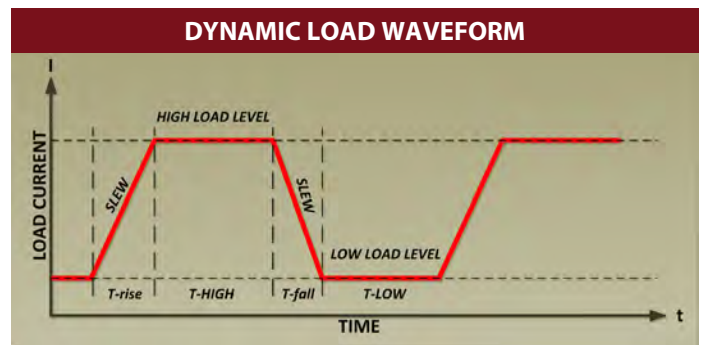 DYNAMIC LOAD WAVEFORM
I
HIGH LOAD LEVEL
LOAD CURRENT
SLEW
SLEW
LOW LOAD LEVEL
T-rise T-HIGH T-fall T-LOW
t
TIME